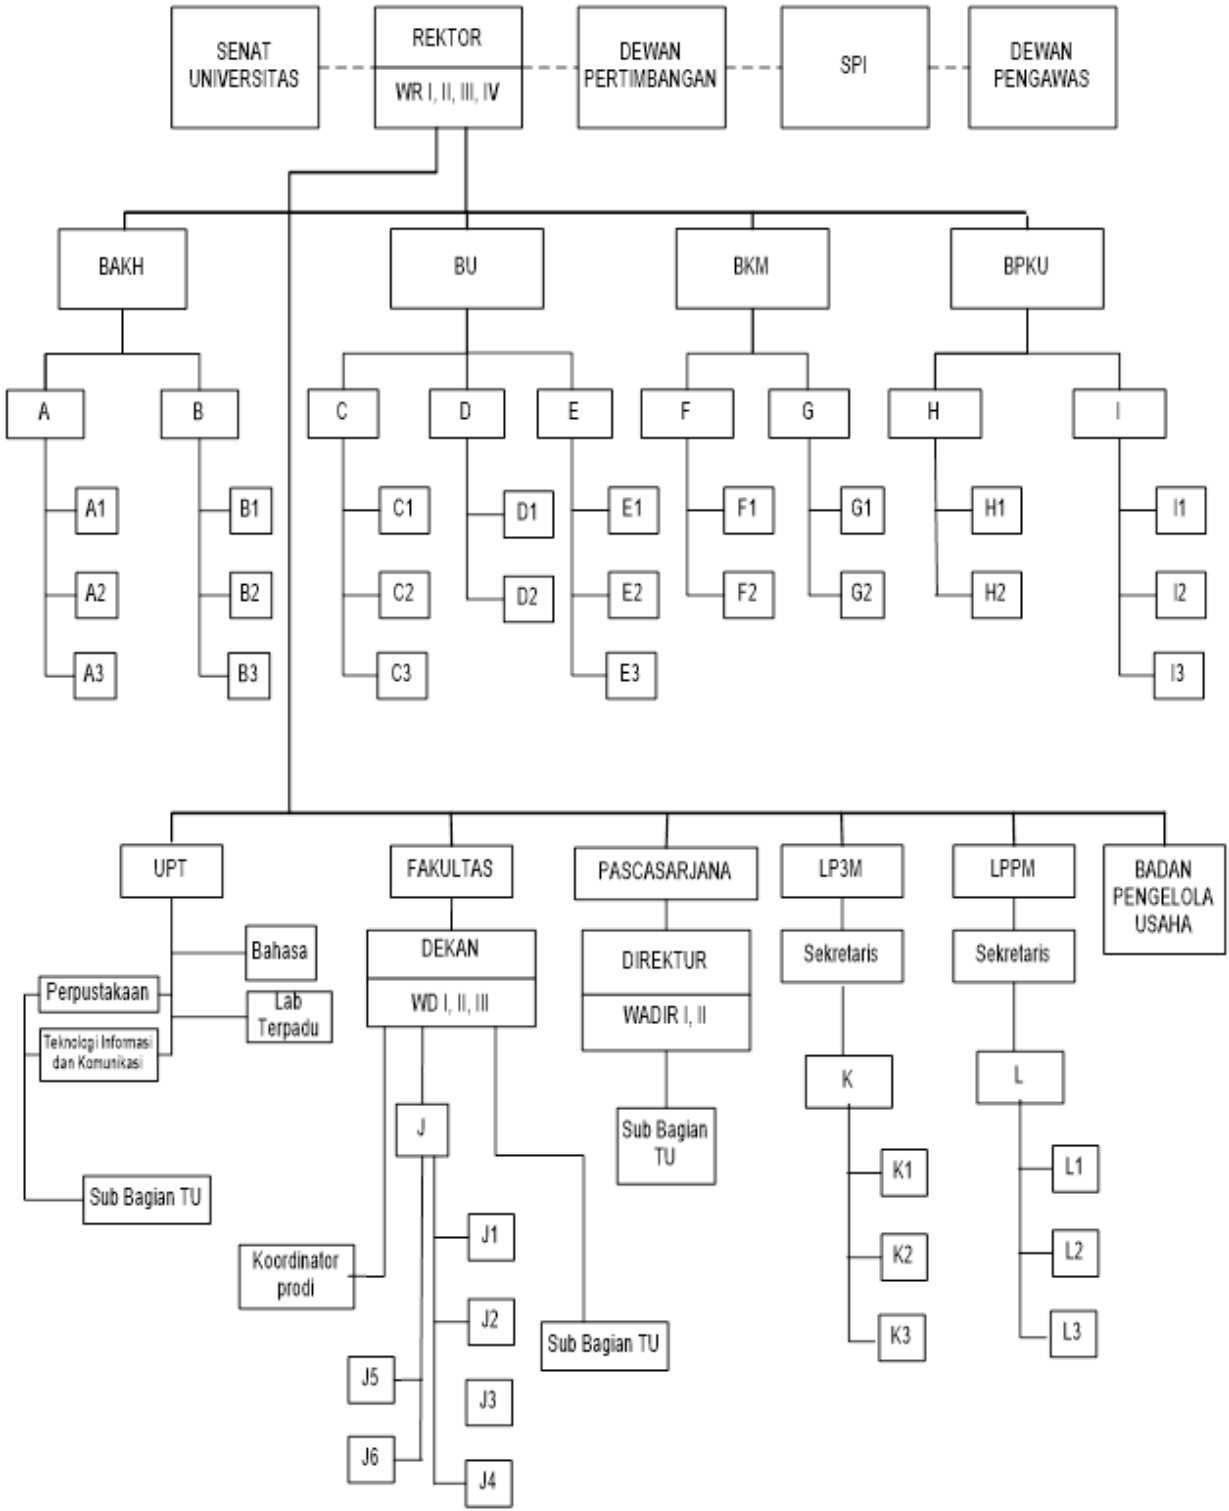 SENAT
UNIVERSITAS
REKTOR
WR I, II, III, IV
DEWAN
PERTIMBANGAN
SPI
DEWAN
PENGAWAS
BAKH
BU
BKM
BPKU
A
B
C
D
E
F
G
H
I
A1
B1
C1
D1
E1
F1
G1
H1
I1
A2
B2
C2
D2
E2
F2
G2
H2
I2
A3
B3
C3
E3
I3
UPT
FAKULTAS
PASCASARJANA
LP3M
LPPM
BADAN
PENGELOLA
USAHA
Bahasa
Perpustakaan
Lab
Terpadu
Teknologi Informasi
dan Komunikasi
Sub Bagian TU
DEKAN
WD I, II, III
DIREKTUR
WADIR I, II
Sekretaris
Sekretaris
K
L
J
Sub Bagian
TU
K1
L1
J1
K2
L2
Koordinator
prodi
J2
K3
L3
Sub Bagian TU
J5
J3
J6
J4